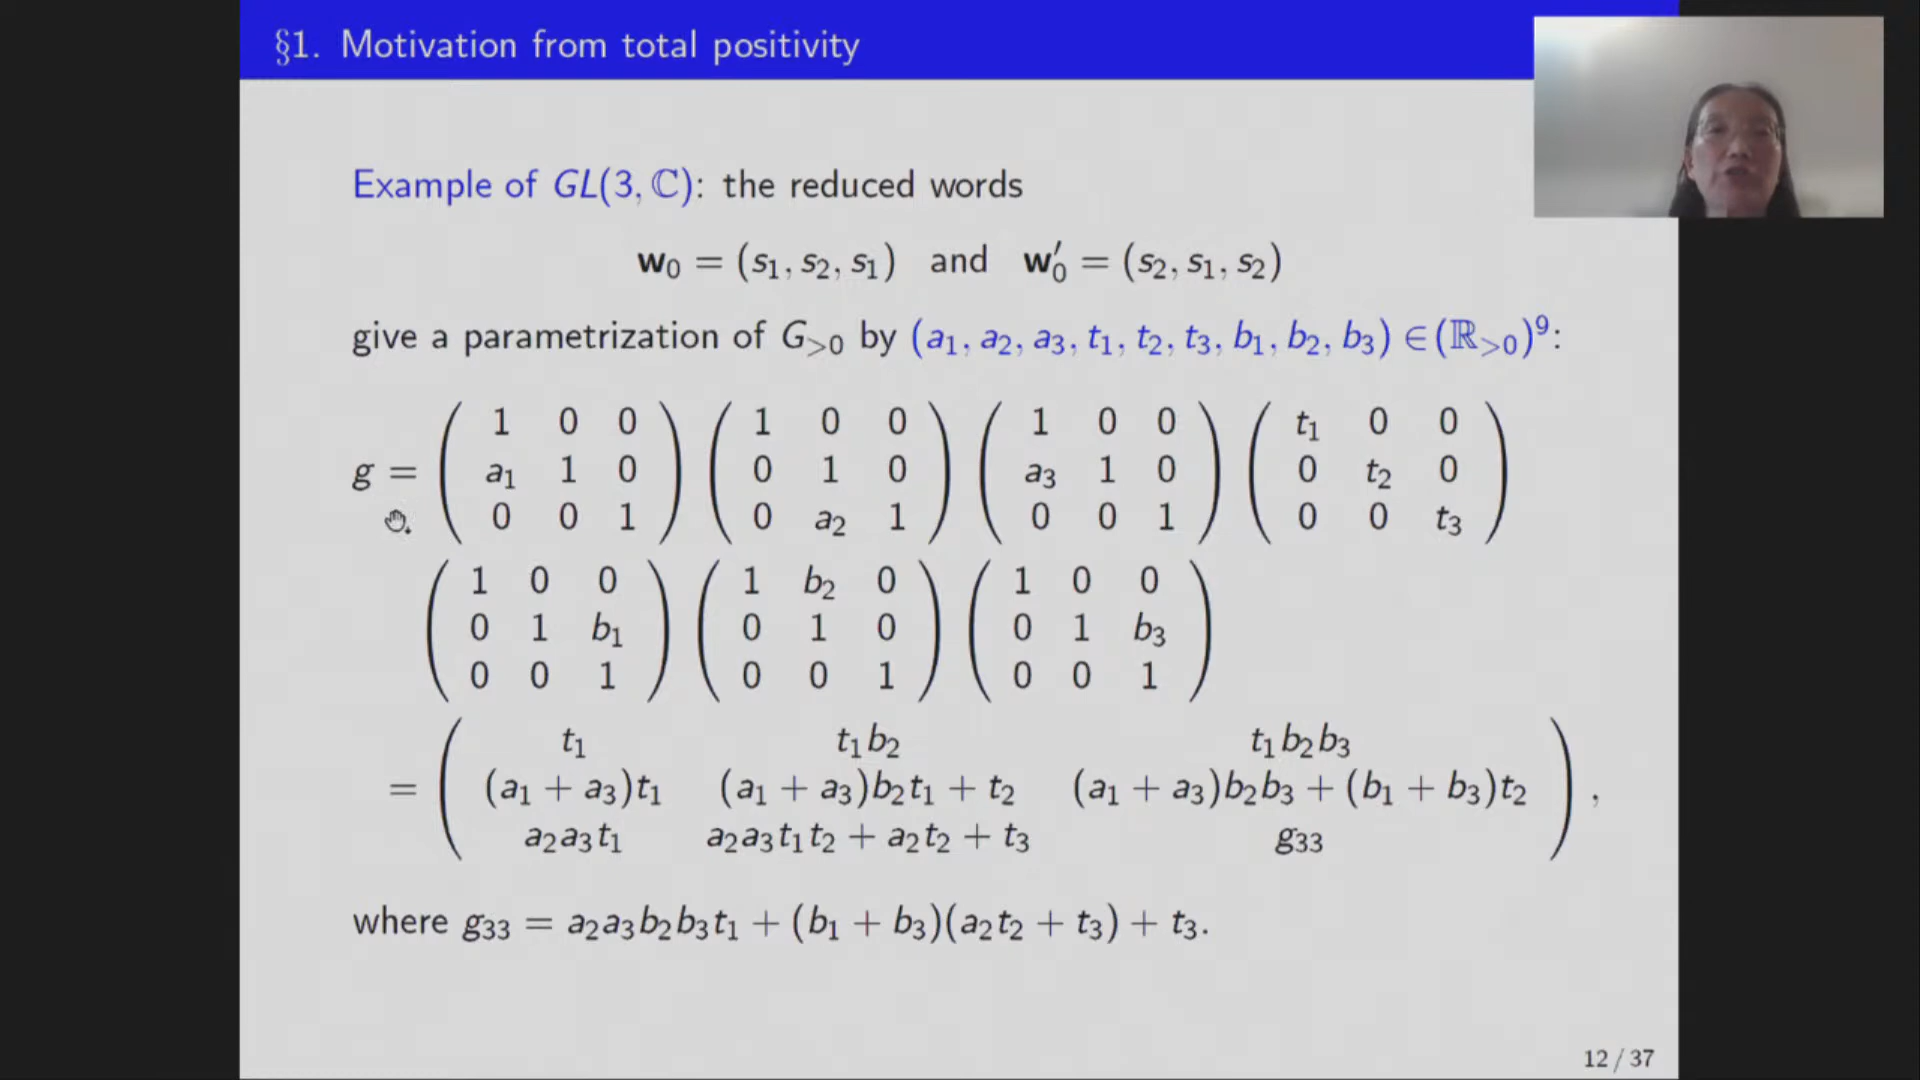 §1. Motivation from total positivity
Example of GL(3, ℂ): the reduced words
w₀ = (s₁, s₂, s₁) and w₀′ = (s₂, s₁, s₂)
give a parametrization of G_{>0} by (a₁, a₂, a₃, t₁, t₂, t₃, b₁, b₂, b₃) ∈ (ℝ_{>0})⁹:
1 0 0 1 0 0 1 0 0 t₁ 0 0
g = ( a₁ 1 0 ) ( 0 1 0 ) ( a₃ 1 0 ) ( 0 t₂ 0 )
0 0 1 0 a₂ 1 0 0 1 0 0 t₃
1 0 0 1 b₂ 0 1 0 0
( 0 1 b₁ ) ( 0 1 0 ) ( 0 1 b₃ )
0 0 1 0 0 1 0 0 1
t₁ t₁b₂ t₁b₂b₃
= ( (a₁ + a₃)t₁ (a₁ + a₃)b₂t₁ + t₂ (a₁ + a₃)b₂b₃ + (b₁ + b₃)t₂ ) ,
a₂a₃t₁ a₂a₃t₁t₂ + a₂t₂ + t₃ g₃₃
where g₃₃ = a₂a₃b₂b₃t₁ + (b₁ + b₃)(a₂t₂ + t₃) + t₃.
12 / 37